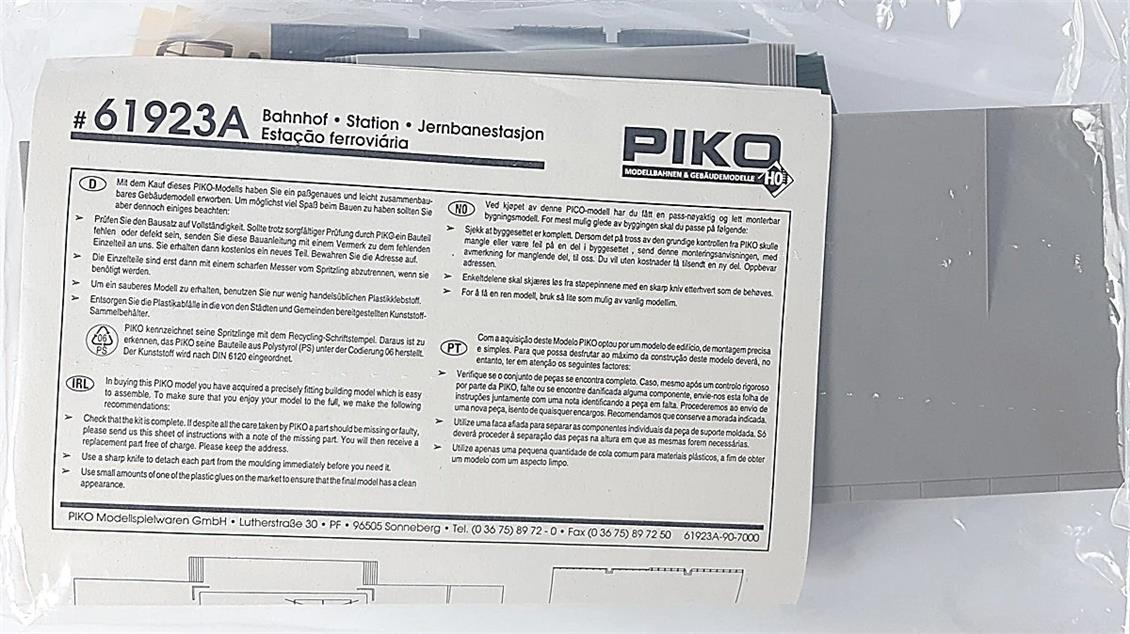 #61923A
Bahnhof • Station • Jernbanestasjon
Estação ferroviária
PIKO
MODELLBAHNEN & GEBÄUDEMODELLE
HO
D
Mit dem Kauf dieses PIKO-Modells haben Sie ein paßgenaues und leicht zusammenbau-
bares Gebäudemodell erworben. Um möglichst viel Spaß beim Bauen zu haben sollten Sie
aber dennoch einiges beachten:
➢ Prüfen Sie den Bausatz auf Vollständigkeit. Sollte trotz sorgfältiger Prüfung durch PIKO ein Bauteil
fehlen oder defekt sein, senden Sie diese Bauanleitung mit einem Vermerk zu dem fehlenden
Einzelteil an uns. Sie erhalten dann kostenlos ein neues Teil. Bewahren Sie die Adresse auf.
➢ Die Einzelteile sind erst dann mit einem scharfen Messer vom Spritzling abzutrennen, wenn sie
benötigt werden.
➢ Um ein sauberes Modell zu erhalten, benutzen Sie nur wenig handelsüblichen Plastikklebstoff.
➢ Entsorgen Sie die Plastikabfälle in die von den Städten und Gemeinden bereitgestellten Kunststoff-
Sammelbehälter.
06
PS
PIKO kennzeichnet seine Spritzlinge mit dem Recycling-Schriftstempel. Daraus ist zu
erkennen, das PIKO seine Bauteile aus Polystyrol (PS) unter der Codierung 06 herstellt.
Der Kunststoff wird nach DIN 6120 eingeordnet.
IRL
In buying this PIKO model you have acquired a precisely fitting building model which is easy
to assemble. To make sure that you enjoy your model to the full, we make the following
recommendations:
➢ Check that the kit is complete. If despite all the care taken by PIKO a part should be missing or faulty,
please send us this sheet of instructions with a note of the missing part. You will then receive a
replacement part free of charge. Please keep the address.
➢ Use a sharp knife to detach each part from the moulding immediately before you need it.
➢ Use small amounts of one of the plastic glues on the market to ensure that the final model has a clean
appearance.
NO
Ved kjøpet av denne PICO-modell har du fått en pass-nøyaktig og lett monterbar
bygningsmodell. For mest mulig glede av byggingen skal du passe på følgende:
➢ Sjekk at byggesettet er komplett. Dersom det på tross av den grundige kontrollen fra PIKO skulle
mangle eller være feil på en del i byggesettet , send denne monteringsanvisningen, med
avmerkning for manglende del, til oss. Du vil uten kostnader få tilsendt en ny del. Oppbevar
adressen.
➢ Enkeltdelene skal skjæres løs fra støpepinnene med en skarp kniv etterhvert som de behøves.
➢ For å få en ren modell, bruk så lite som mulig av vanlig modellim.
PT
Com a aquisição deste Modelo PIKO optou por um modelo de edifício, de montagem precisa
e simples. Para que possa desfrutar ao máximo da construção deste modelo deverá, no
entanto, ter em atenção os seguintes factores:
➢ Verifique se o conjunto de peças se encontra completo. Caso, mesmo após um controlo rigoroso
por parte da PIKO, falte ou se encontre danificada alguma componente, envie-nos esta folha de
instruções juntamente com uma nota identificando a peça em falta. Procederemos ao envio de
uma nova peça, isento de quaisquer encargos. Recomendamos que conserve a morada indicada.
➢ Utilize uma faca afiada para separar as componentes individuais da peça de suporte moldada. Só
deverá proceder à separação das peças na altura em que as mesmas forem necessárias.
➢ Utilize apenas uma pequena quantidade de cola comum para materiais plásticos, a fim de obter
um modelo com um aspecto limpo.
PIKO Modellspielwaren GmbH • Lutherstraße 30 • PF • 96505 Sonneberg • Tel. (0 36 75) 89 72 - 0 • Fax (0 36 75) 89 72 50 61923A-90-7000